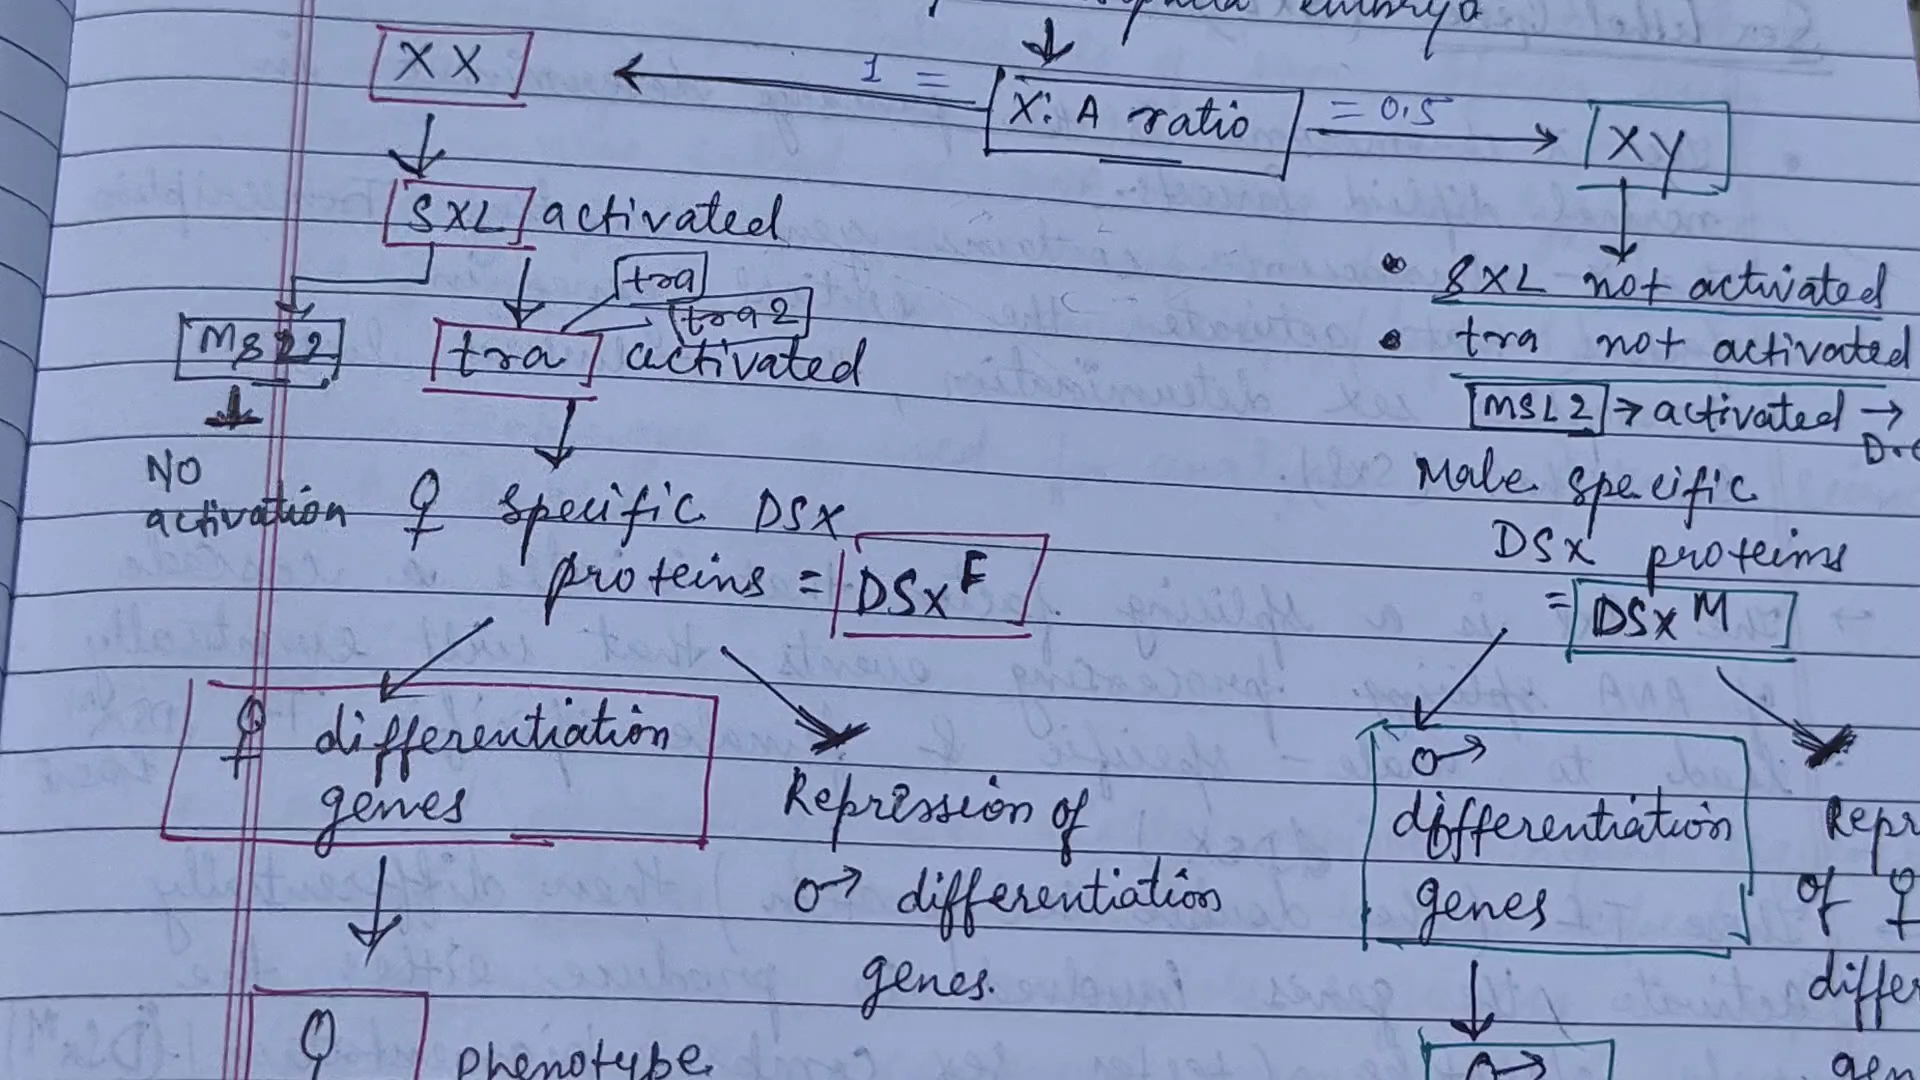 embryo
XX
1 =
X:A ratio
= 0.5
XY
SXL activated
tra
tra 2
tra activated
NO
activation
♀ specific DSX
proteins = DSX^F
♀ differentiation
genes
Repression of
♂ differentiation
genes.
♀ phenotype
• SXL not activated
• tra not activated
MSL2 → activated →
Male specific
DSX proteins
= DSX^M
♂
differentiation
genes
of ♀
♂